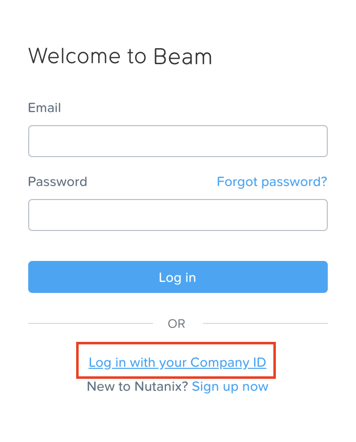 Welcome to Beam
Email
Password Forgot password?
Log in
OR
Log in with your Company ID
New to Nutanix? Sign up now